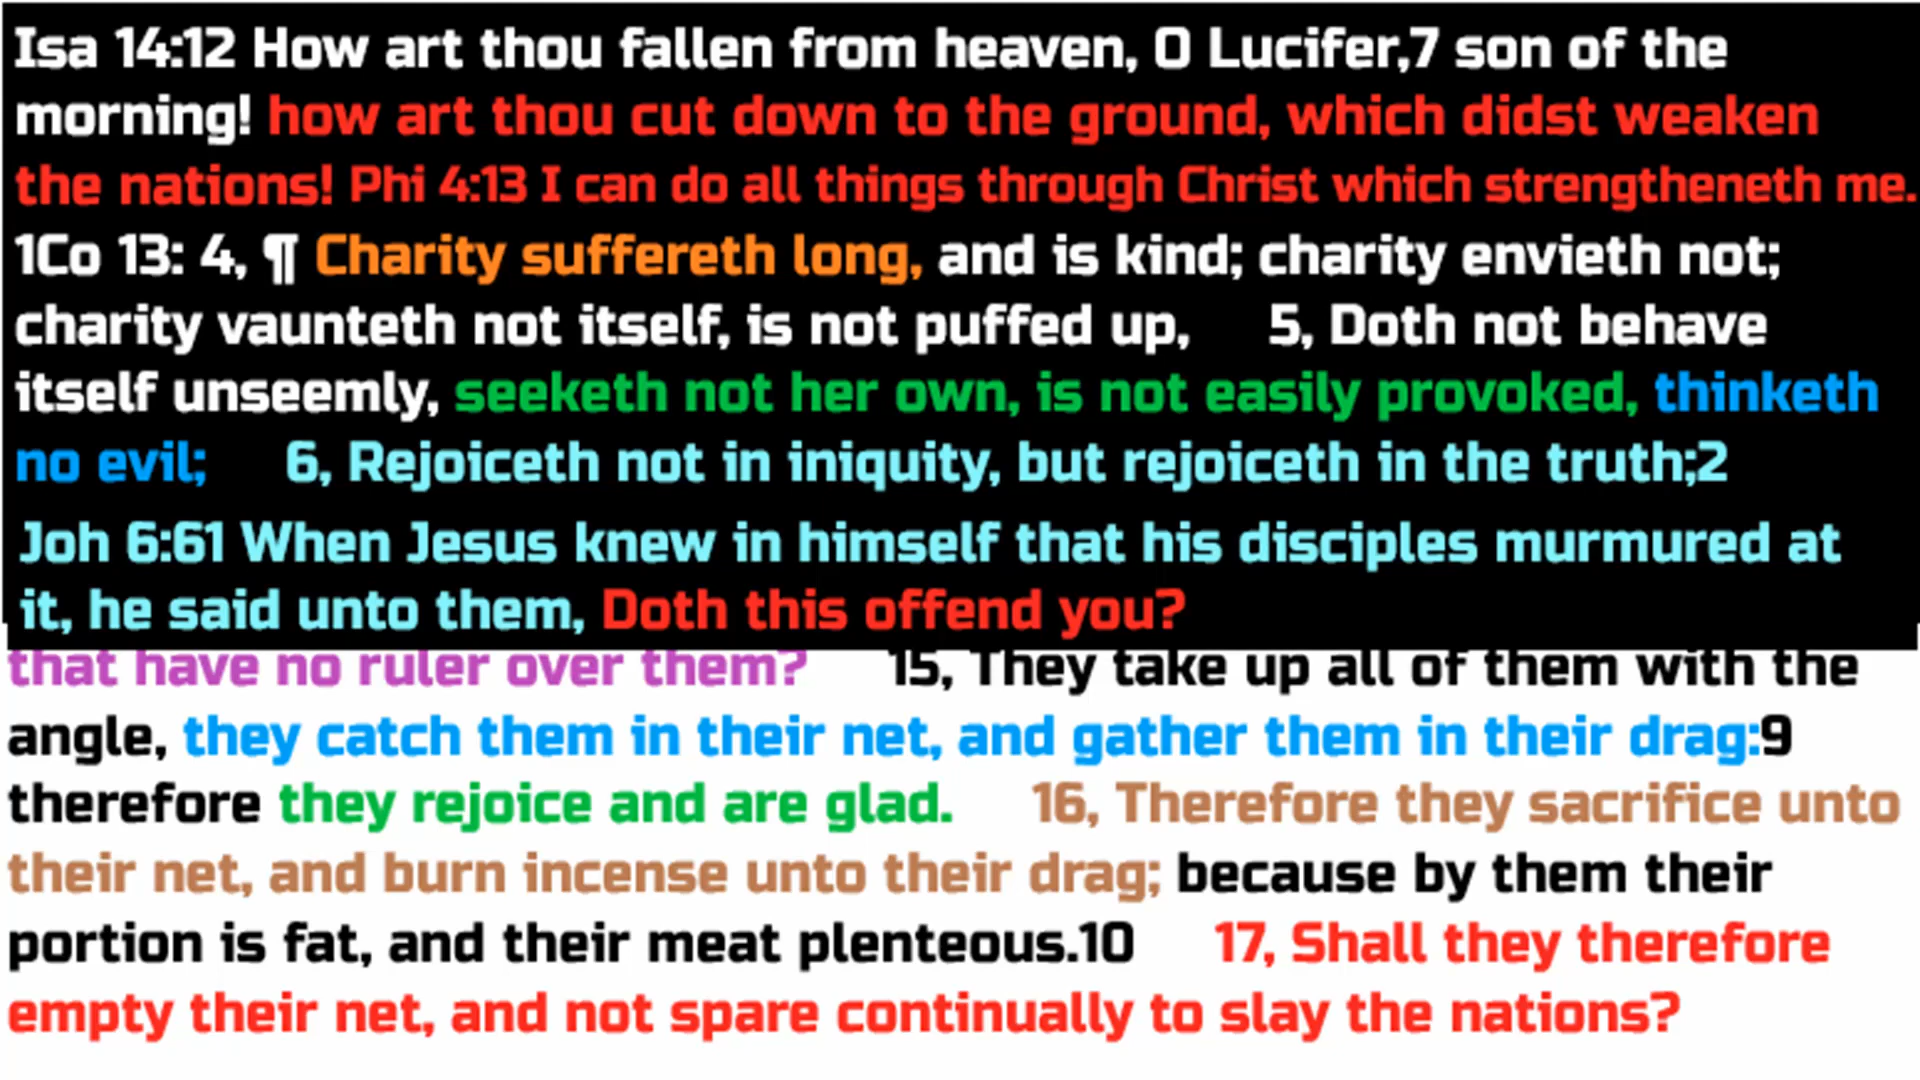 Isa 14:12 How art thou fallen from heaven, O Lucifer,7 son of the
morning! how art thou cut down to the ground, which didst weaken
the nations! Phi 4:13 I can do all things through Christ which strengtheneth me.
1Co 13: 4, ¶ Charity suffereth long, and is kind; charity envieth not;
charity vaunteth not itself, is not puffed up, 5, Doth not behave
itself unseemly, seeketh not her own, is not easily provoked, thinketh
no evil; 6, Rejoiceth not in iniquity, but rejoiceth in the truth;2
Joh 6:61 When Jesus knew in himself that his disciples murmured at
it, he said unto them, Doth this offend you?
that have no ruler over them? 15, They take up all of them with the
angle, they catch them in their net, and gather them in their drag:9
therefore they rejoice and are glad. 16, Therefore they sacrifice unto
their net, and burn incense unto their drag; because by them their
portion is fat, and their meat plenteous.10 17, Shall they therefore
empty their net, and not spare continually to slay the nations?